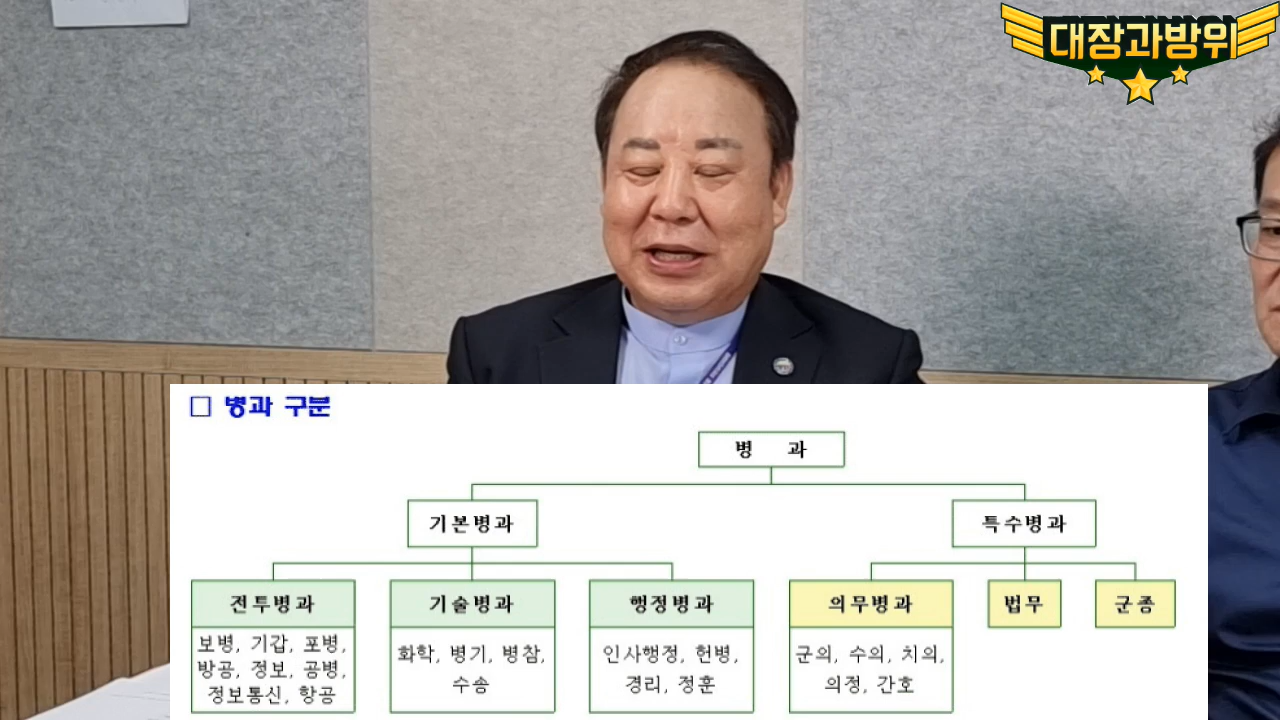 대장과방위
□ 병과 구분
병 과
기본병과
특수병과
전투병과
기술병과
행정병과
의무병과
법무
군종
보병, 기갑, 포병,
방공, 정보, 공병,
정보통신, 항공
화학, 병기, 병참,
수송
인사행정, 헌병,
경리, 정훈
군의, 수의, 치의,
의정, 간호